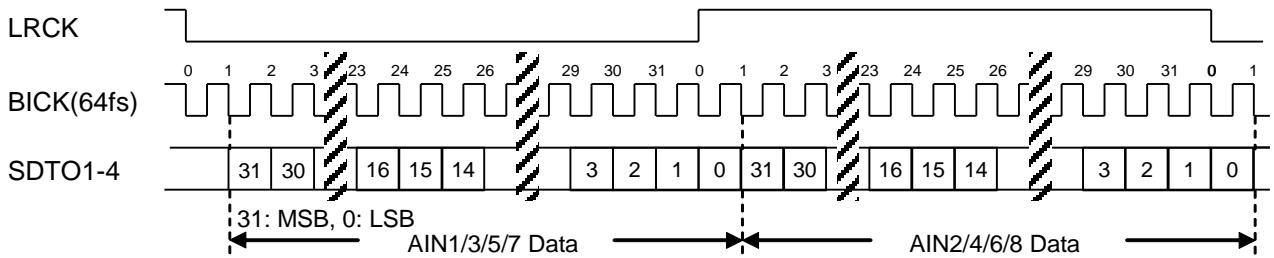 LRCK
0 1 2 3 23 24 25 26 29 30 31 0 1 2 3 23 24 25 26 29 30 31 0 1
BICK(64fs)
SDTO1-4 31 30 16 15 14 3 2 1 0 31 30 16 15 14 3 2 1 0
31: MSB, 0: LSB
AIN1/3/5/7 Data AIN2/4/6/8 Data